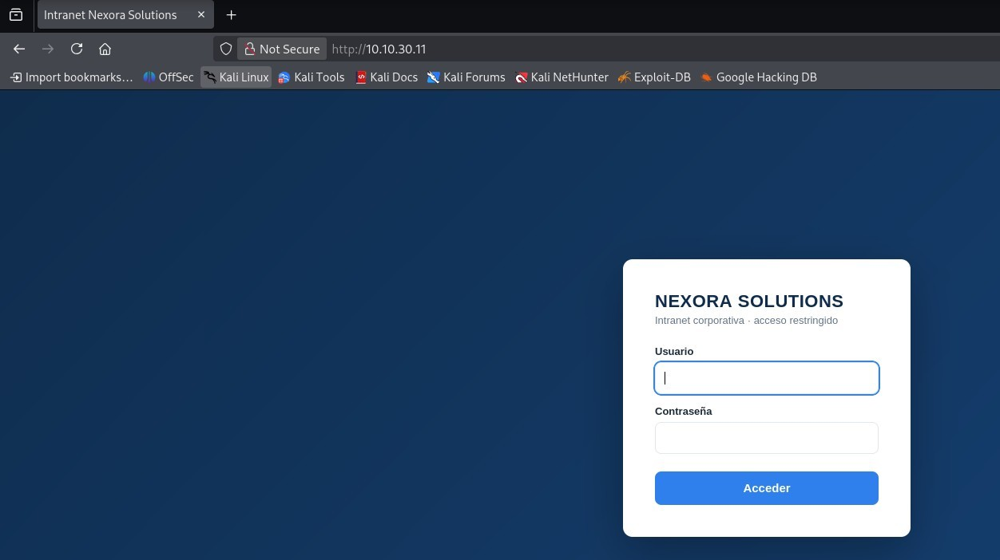 Intranet Nexora Solutions
Not Secure http://10.10.30.11
Import bookmarks… OffSec Kali Linux Kali Tools Kali Docs Kali Forums Kali NetHunter Exploit-DB Google Hacking DB
NEXORA SOLUTIONS
Intranet corporativa · acceso restringido
Usuario
Contraseña
Acceder